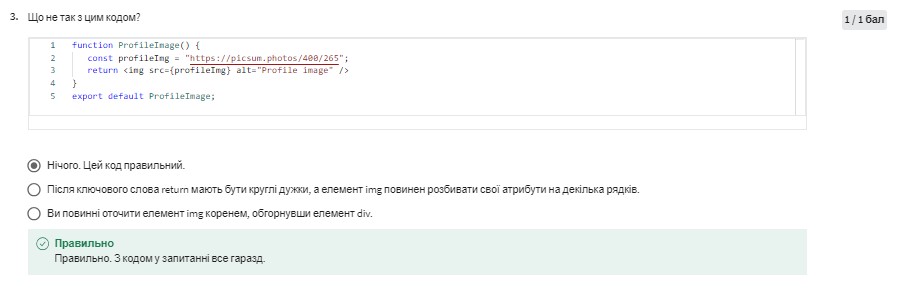 3. Що не так з цим кодом?
1 / 1 бал
1 function ProfileImage() {
2 const profileImg = "https://picsum.photos/400/265";
3 return <img src={profileImg} alt="Profile image" />
4 }
5 export default ProfileImage;
Нічого. Цей код правильний.
Після ключового слова return мають бути круглі дужки, а елемент img повинен розбивати свої атрибути на декілька рядків.
Ви повинні оточити елемент img коренем, обгорнувши елемент div.
Правильно
Правильно. З кодом у запитанні все гаразд.